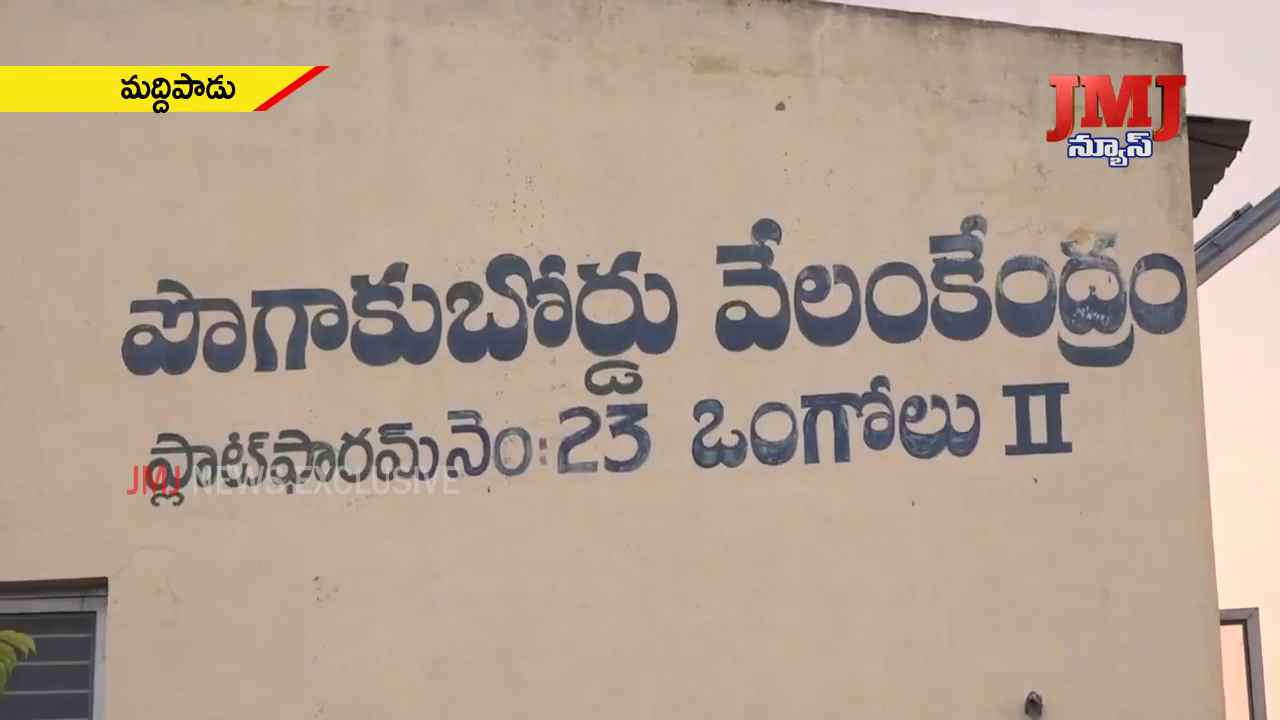 మద్దిపాడు
JMJ
న్యూస్
పొగాకుబోర్డు వేలంకేంద్రం
ప్లాట్‌ఫారమ్ నెం: 23 ఒంగోలు II
JMJ NEWS EXCLUSIVE